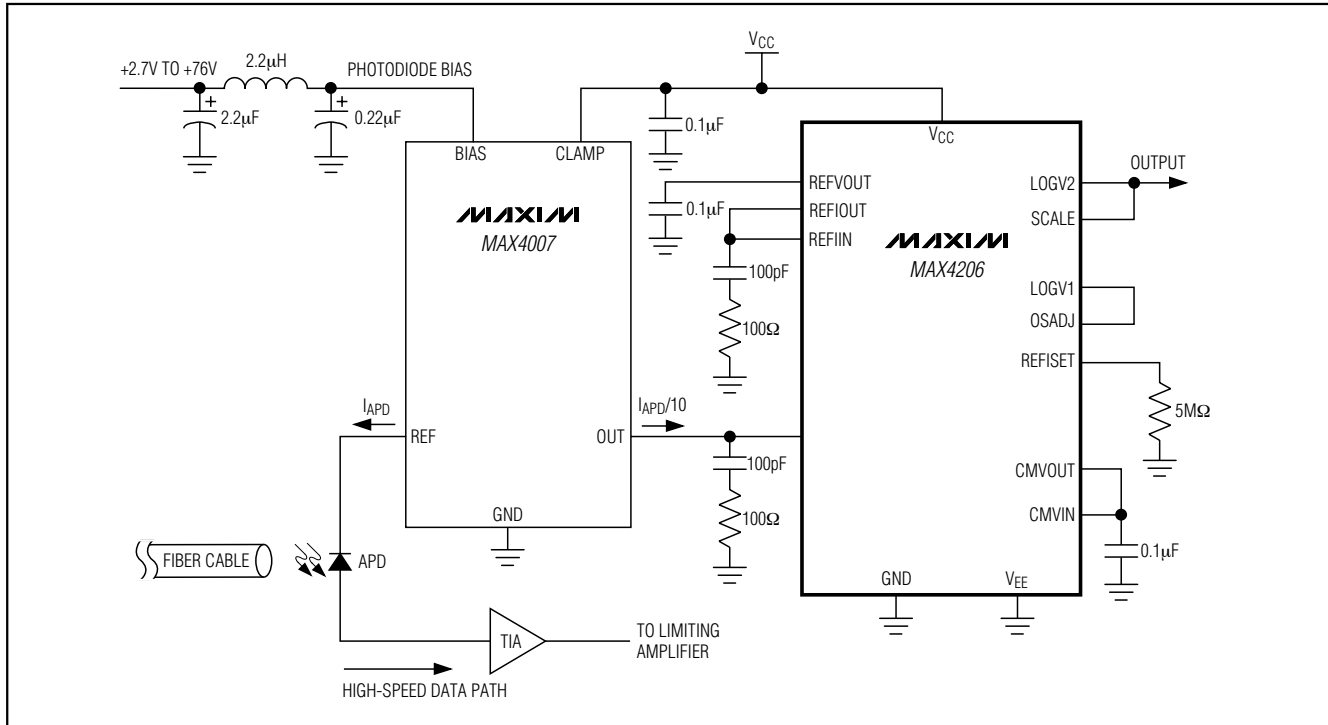 VCC
+2.7V TO +76V
2.2µH
PHOTODIODE BIAS
2.2µF
0.22µF
0.1µF
BIAS
CLAMP
VCC
REFVOUT
REFIOUT
REFIIN
0.1µF
100pF
100Ω
MAXIM
MAX4007
MAXIM
MAX4206
LOGV2
SCALE
OUTPUT
LOGV1
OSADJ
REFISET
5MΩ
IAPD
REF
OUT
IAPD/10
100pF
100Ω
CMVOUT
CMVIN
0.1µF
GND
GND
VEE
FIBER CABLE
APD
TIA
TO LIMITING
AMPLIFIER
HIGH-SPEED DATA PATH
+
+